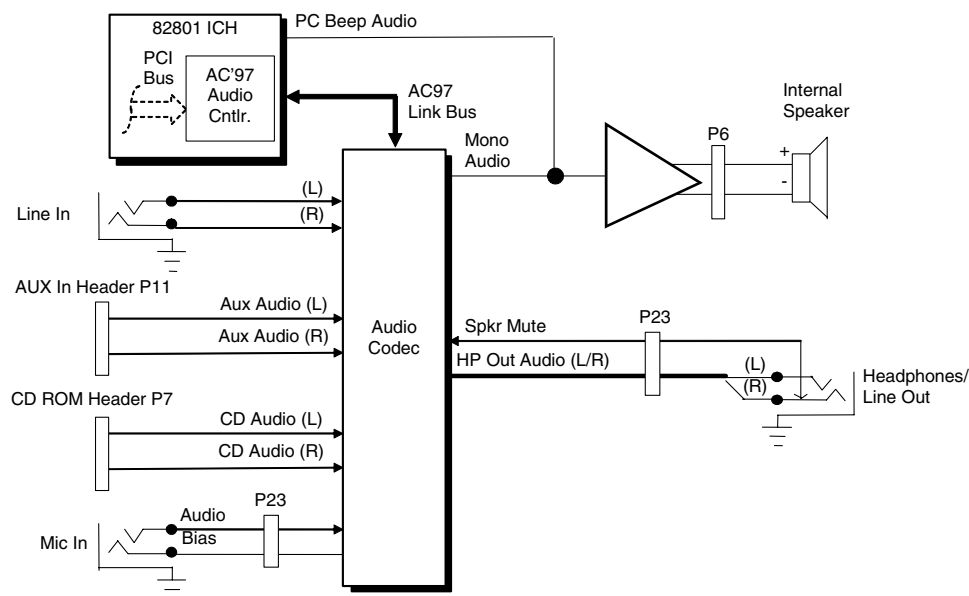 82801 ICH
PC Beep Audio
PCI
Bus
AC’97
Audio
Cntlr.
AC97
Link Bus
Mono
Audio
P6
Internal
Speaker
+
-
Line In
(L)
(R)
AUX In Header P11
Aux Audio (L)
Aux Audio (R)
Audio
Codec
Spkr Mute
P23
HP Out Audio (L/R)
(L)
(R)
Headphones/
Line Out
CD ROM Header P7
CD Audio (L)
CD Audio (R)
P23
Mic In
Audio
Bias